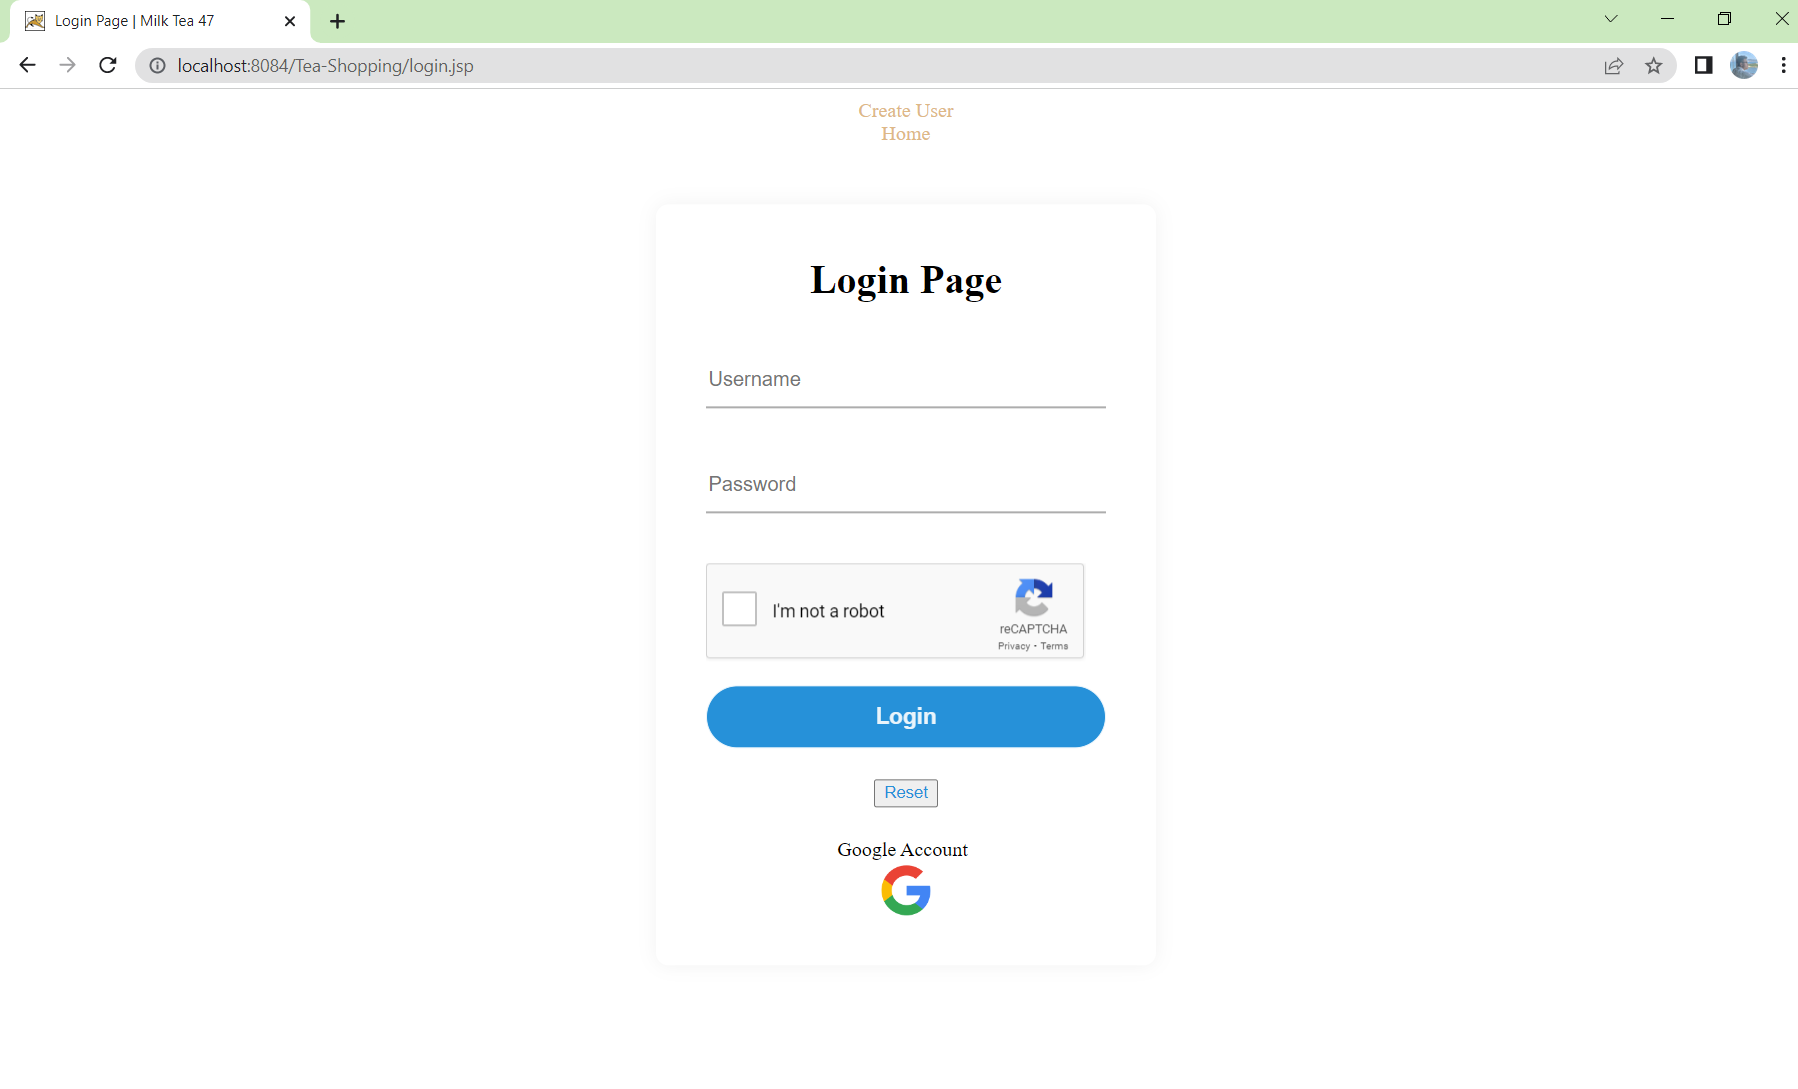 Login Page | Milk Tea 47
localhost:8084/Tea-Shopping/login.jsp
Create User
Home
Login Page
Username
Password
I'm not a robot
reCAPTCHA
Privacy • Terms
Login
Reset
Google Account